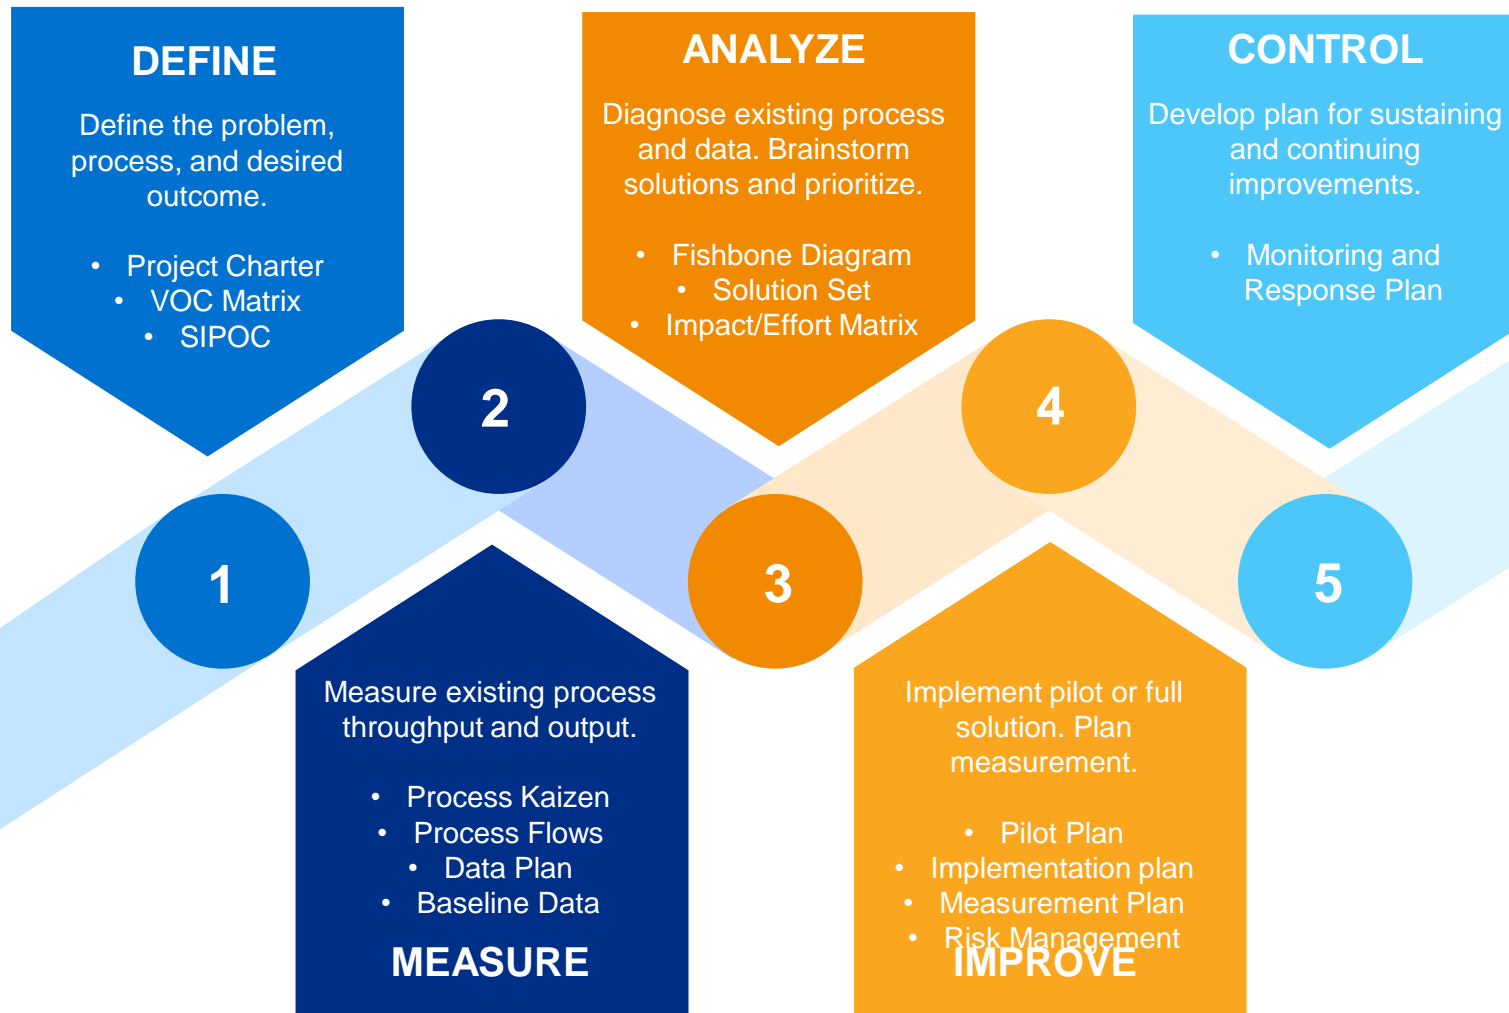 DEFINE
Define the problem,
process, and desired
outcome.
• Project Charter
• VOC Matrix
• SIPOC
1
2
Measure existing process
throughput and output.
• Process Kaizen
• Process Flows
• Data Plan
• Baseline Data
MEASURE
ANALYZE
Diagnose existing process
and data. Brainstorm
solutions and prioritize.
• Fishbone Diagram
• Solution Set
• Impact/Effort Matrix
3
4
Implement pilot or full
solution. Plan
measurement.
• Pilot Plan
• Implementation plan
• Measurement Plan
• Risk Management
IMPROVE
CONTROL
Develop plan for sustaining
and continuing
improvements.
• Monitoring and
Response Plan
5